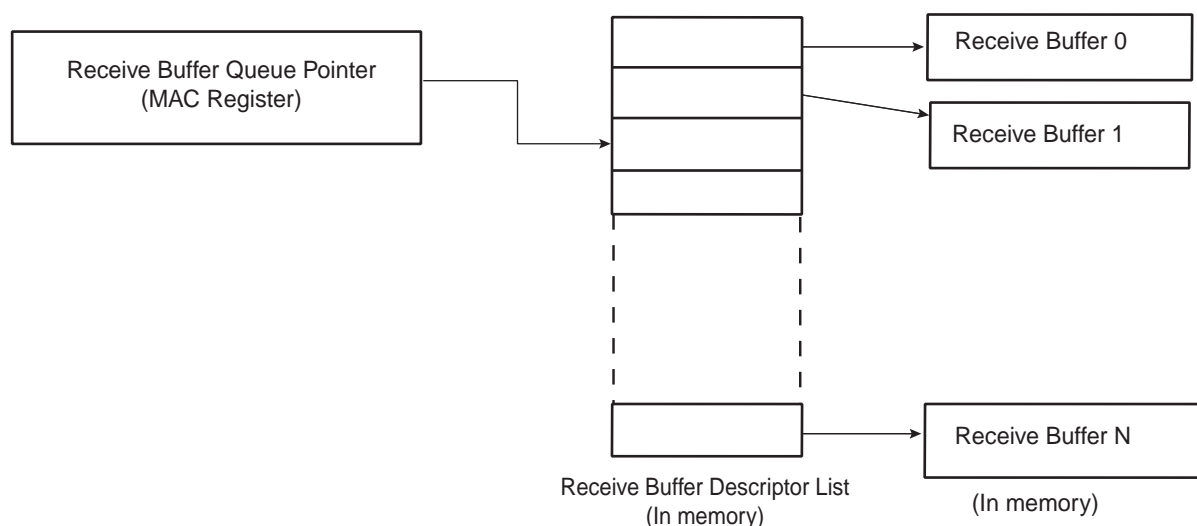 Receive Buffer Queue Pointer
(MAC Register)
Receive Buffer 0
Receive Buffer 1
Receive Buffer N
Receive Buffer Descriptor List
(In memory)
(In memory)